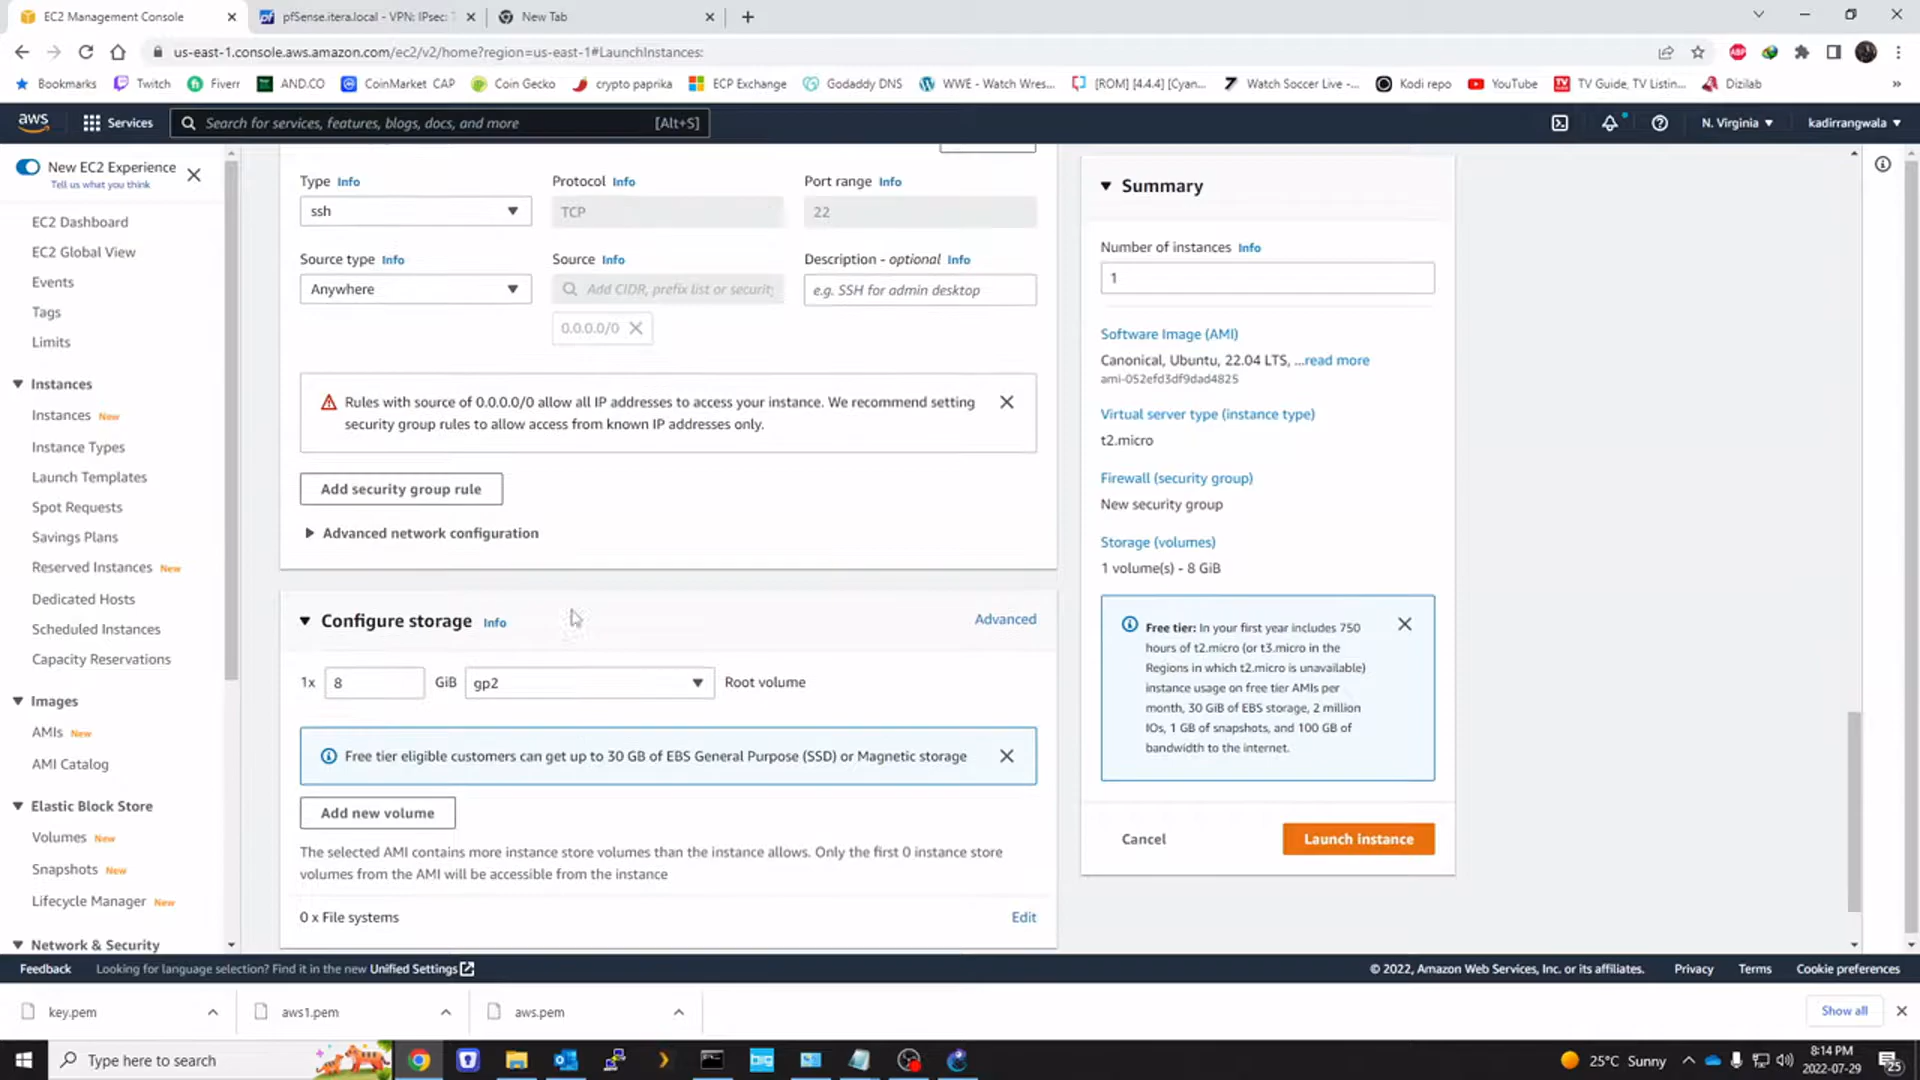 EC2 Management Console
pfSense.itera.local - VPN: IPsec: T
New Tab
us-east-1.console.aws.amazon.com/ec2/v2/home?region=us-east-1#LaunchInstances:
ABP
Bookmarks
Twitch
Fiverr
AND.CO
CoinMarket CAP
Coin Gecko
crypto paprika
ECP Exchange
Godaddy DNS
WWE - Watch Wres...
[ROM] [4.4.4] [Cyan...
Watch Soccer Live -...
Kodi repo
YouTube
TV Guide, TV Listin...
Dizilab
»
aws
Services
Search for services, features, blogs, docs, and more
[Alt+S]
N. Virginia
kadirrangwala
New EC2 Experience
Tell us what you think
EC2 Dashboard
EC2 Global View
Events
Tags
Limits
Instances
Instances New
Instance Types
Launch Templates
Spot Requests
Savings Plans
Reserved Instances New
Dedicated Hosts
Scheduled Instances
Capacity Reservations
Images
AMIs New
AMI Catalog
Elastic Block Store
Volumes New
Snapshots New
Lifecycle Manager New
Network & Security
Type Info
Protocol Info
Port range Info
ssh
TCP
22
Source type Info
Source Info
Description - optional Info
Anywhere
Add CIDR, prefix list or security
e.g. SSH for admin desktop
0.0.0.0/0
Rules with source of 0.0.0.0/0 allow all IP addresses to access your instance. We recommend setting
security group rules to allow access from known IP addresses only.
Add security group rule
Advanced network configuration
Configure storage Info
Advanced
1x
8
GiB
gp2
Root volume
Free tier eligible customers can get up to 30 GB of EBS General Purpose (SSD) or Magnetic storage
Add new volume
The selected AMI contains more instance store volumes than the instance allows. Only the first 0 instance store
volumes from the AMI will be accessible from the instance
0 x File systems
Edit
Summary
Number of instances Info
1
Software Image (AMI)
Canonical, Ubuntu, 22.04 LTS, ...read more
ami-052efd3df9dad4825
Virtual server type (instance type)
t2.micro
Firewall (security group)
New security group
Storage (volumes)
1 volume(s) - 8 GiB
Free tier: In your first year includes 750
hours of t2.micro (or t3.micro in the
Regions in which t2.micro is unavailable)
instance usage on free tier AMIs per
month, 30 GiB of EBS storage, 2 million
IOs, 1 GB of snapshots, and 100 GB of
bandwidth to the internet.
Cancel
Launch instance
Feedback
Looking for language selection? Find it in the new Unified Settings
© 2022, Amazon Web Services, Inc. or its affiliates.
Privacy
Terms
Cookie preferences
key.pem
aws1.pem
aws.pem
Show all
Type here to search
25°C Sunny
8:14 PM
2022-07-29
25